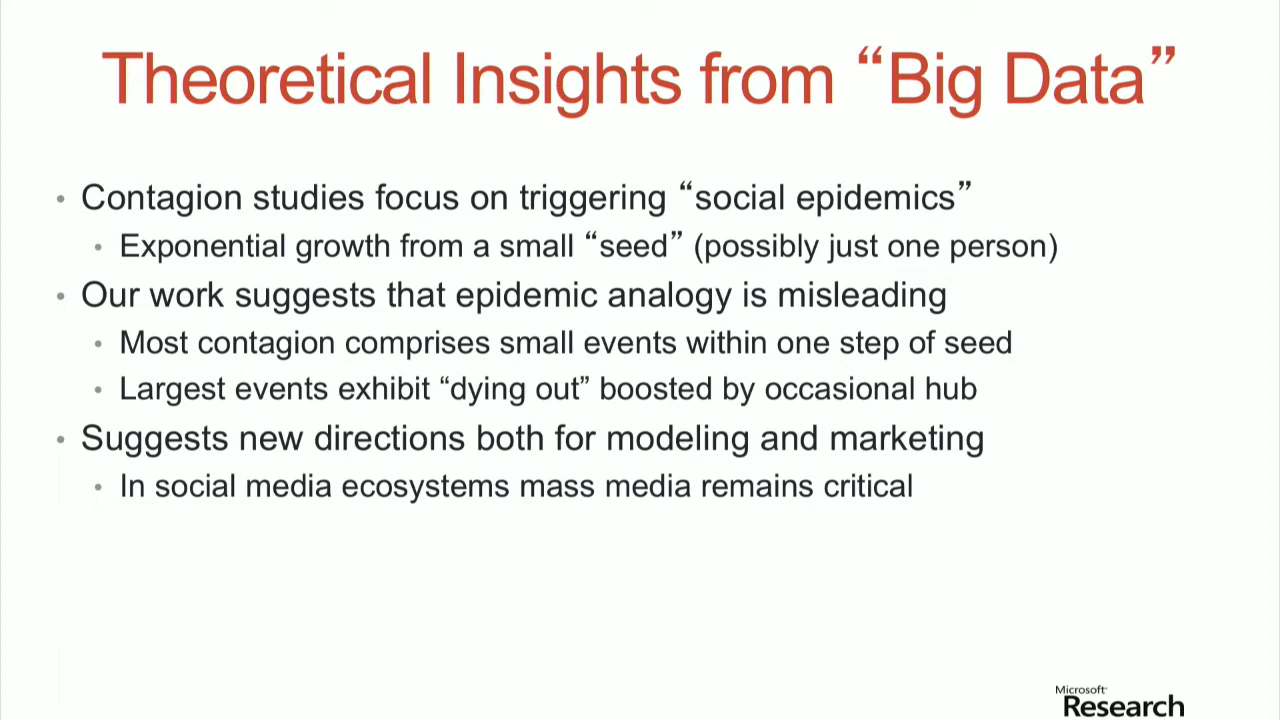 Theoretical Insights from “Big Data”
• Contagion studies focus on triggering “social epidemics”
• Exponential growth from a small “seed” (possibly just one person)
• Our work suggests that epidemic analogy is misleading
• Most contagion comprises small events within one step of seed
• Largest events exhibit “dying out” boosted by occasional hub
• Suggests new directions both for modeling and marketing
• In social media ecosystems mass media remains critical
Microsoft
Research